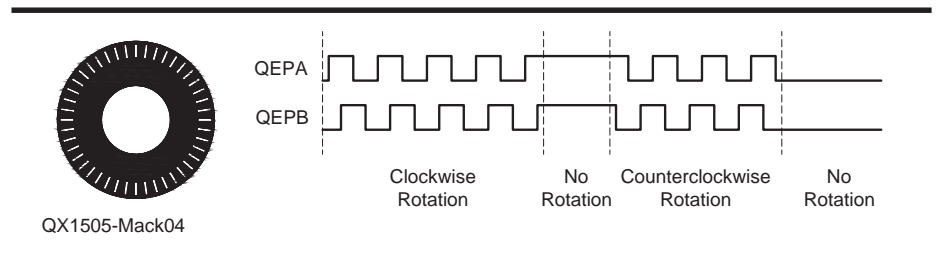 QEPA
QEPB
Clockwise
Rotation
No
Rotation
Counterclockwise
Rotation
No
Rotation
QX1505-Mack04